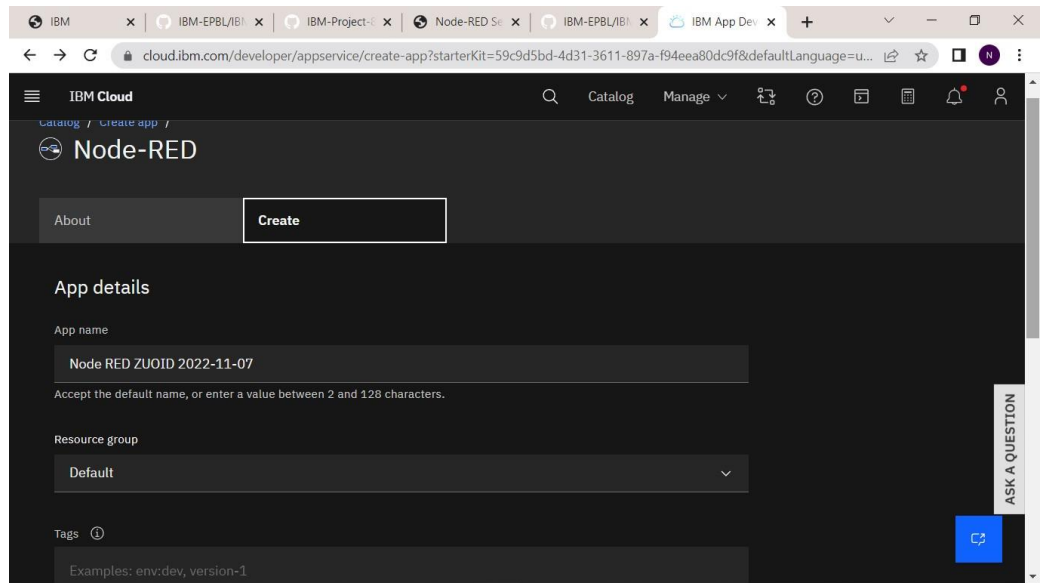 IBM
IBM-EPBL/IBM
IBM-Project-
Node-RED Se
IBM-EPBL/IBM
IBM App Dev
cloud.ibm.com/developer/appservice/create-app?starterKit=59c9d5bd-4d31-3611-897a-f94eea80dc9f&defaultLanguage=u...
N
IBM Cloud
Catalog
Manage
Catalog / Create app /
Node-RED
About
Create
App details
App name
Node RED ZUOID 2022-11-07
Accept the default name, or enter a value between 2 and 128 characters.
Resource group
Default
Tags
Examples: env:dev, version-1
ASK A QUESTION